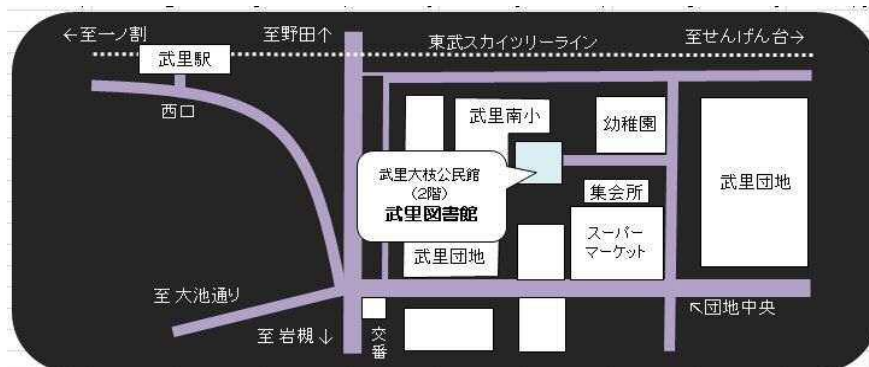 ←至一ノ割
至野田↑
東武スカイツリーライン
至せんげん台→
武里駅
西口
武里南小
幼稚園
武里団地
武里大枝公民館
(2階)
武里図書館
集会所
スーパー
マーケット
武里団地
至 大池通り
至 岩槻 ↓
交番
↖団地中央